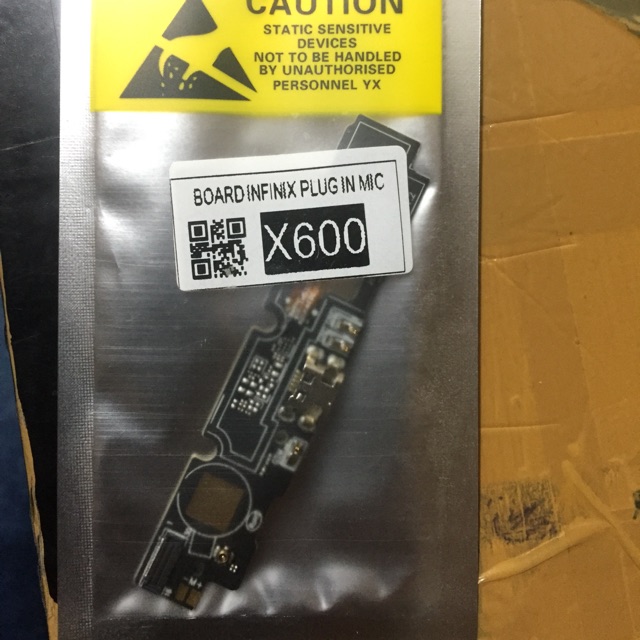 CAUTION
STATIC SENSITIVE
DEVICES
NOT TO BE HANDLED
BY UNAUTHORISED
PERSONNEL YX
BOARD INFINIX PLUG IN MIC
X600
M+